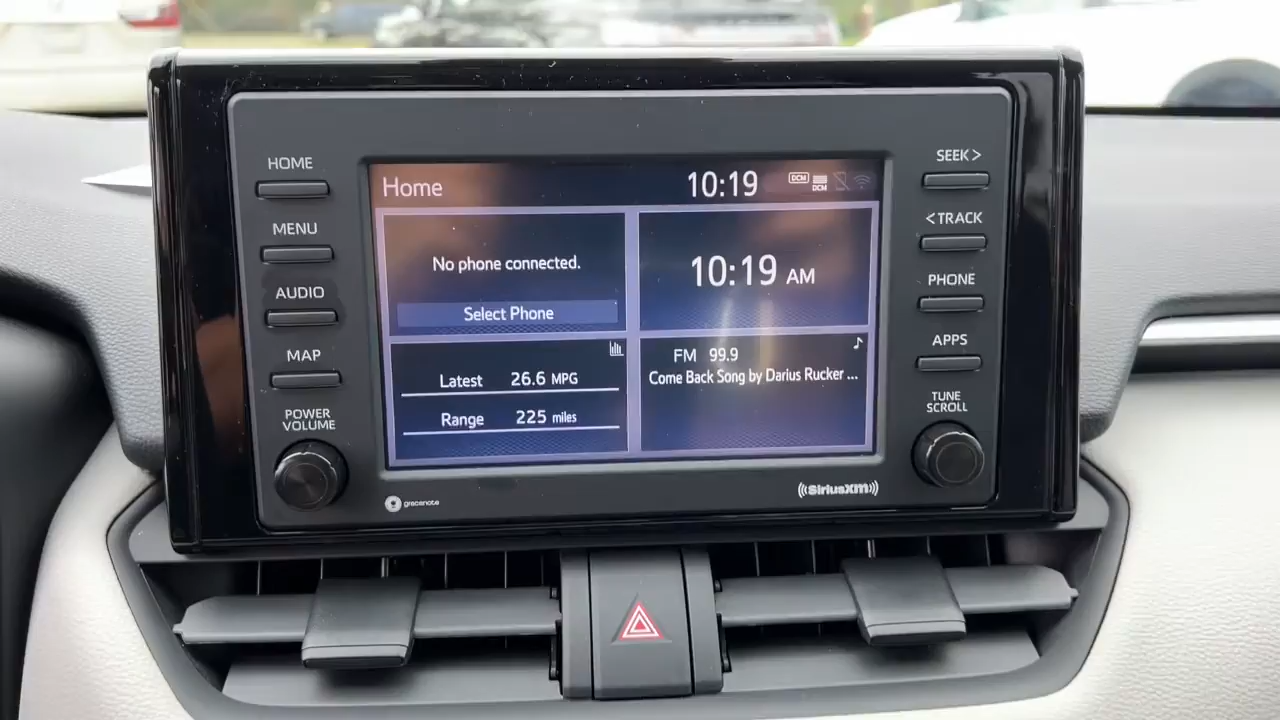 HOME
MENU
AUDIO
MAP
POWER
VOLUME
Home
10:19
DCM
DCM
No phone connected.
Select Phone
10:19 AM
Latest 26.6 MPG
Range 225 miles
FM 99.9
Come Back Song by Darius Rucker ...
SEEK >
< TRACK
PHONE
APPS
TUNE
SCROLL
gracenote
((SiriusXM))